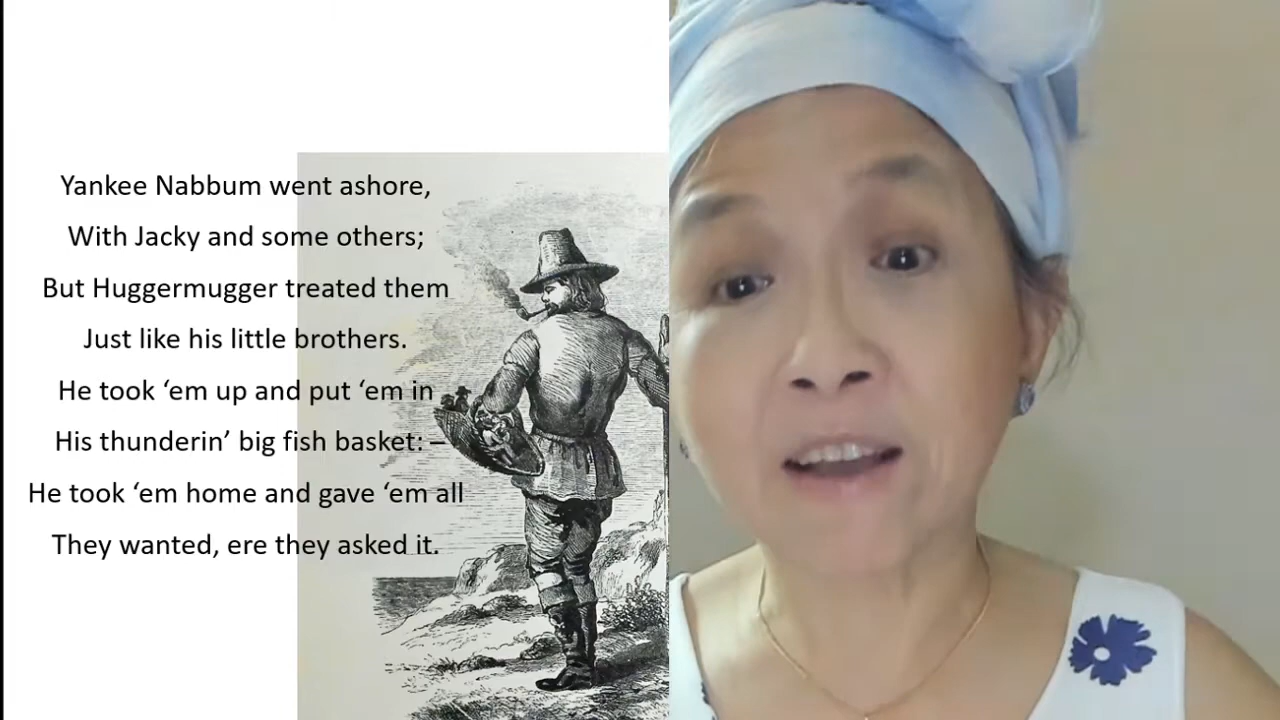 Yankee Nabbum went ashore,
With Jacky and some others;
But Huggermugger treated them
Just like his little brothers.
He took ‘em up and put ‘em in
His thunderin’ big fish basket: –
He took ‘em home and gave ‘em all
They wanted, ere they asked it.